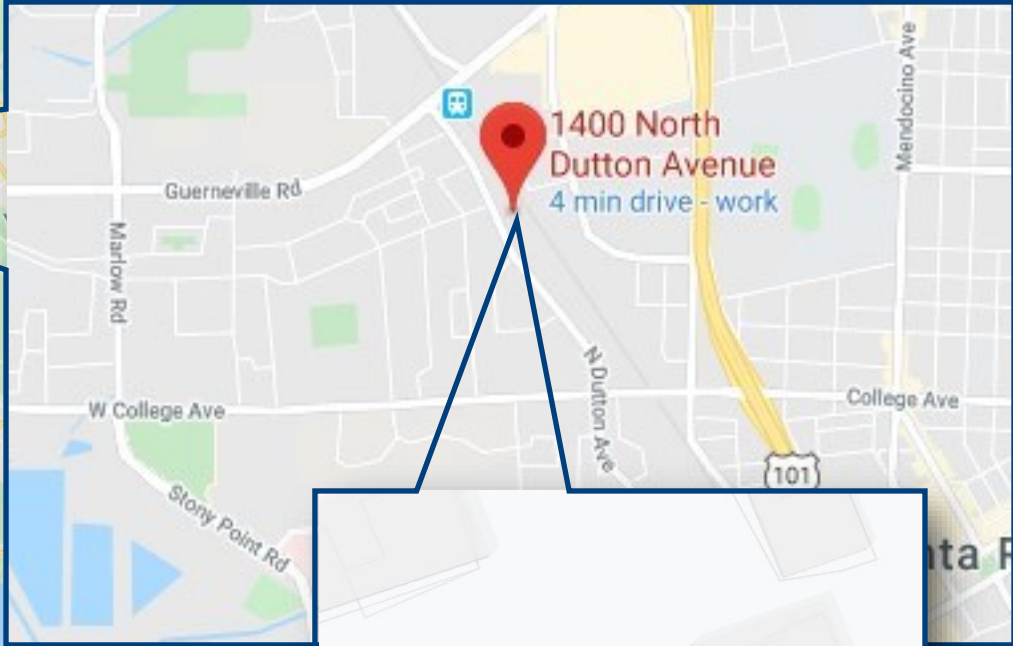 Mendocino Ave
1400 North
Dutton Avenue
4 min drive - work
Guerneville Rd
Marlow Rd
N Dutton Ave
W College Ave
College Ave
101
Stony Point Rd
nta R